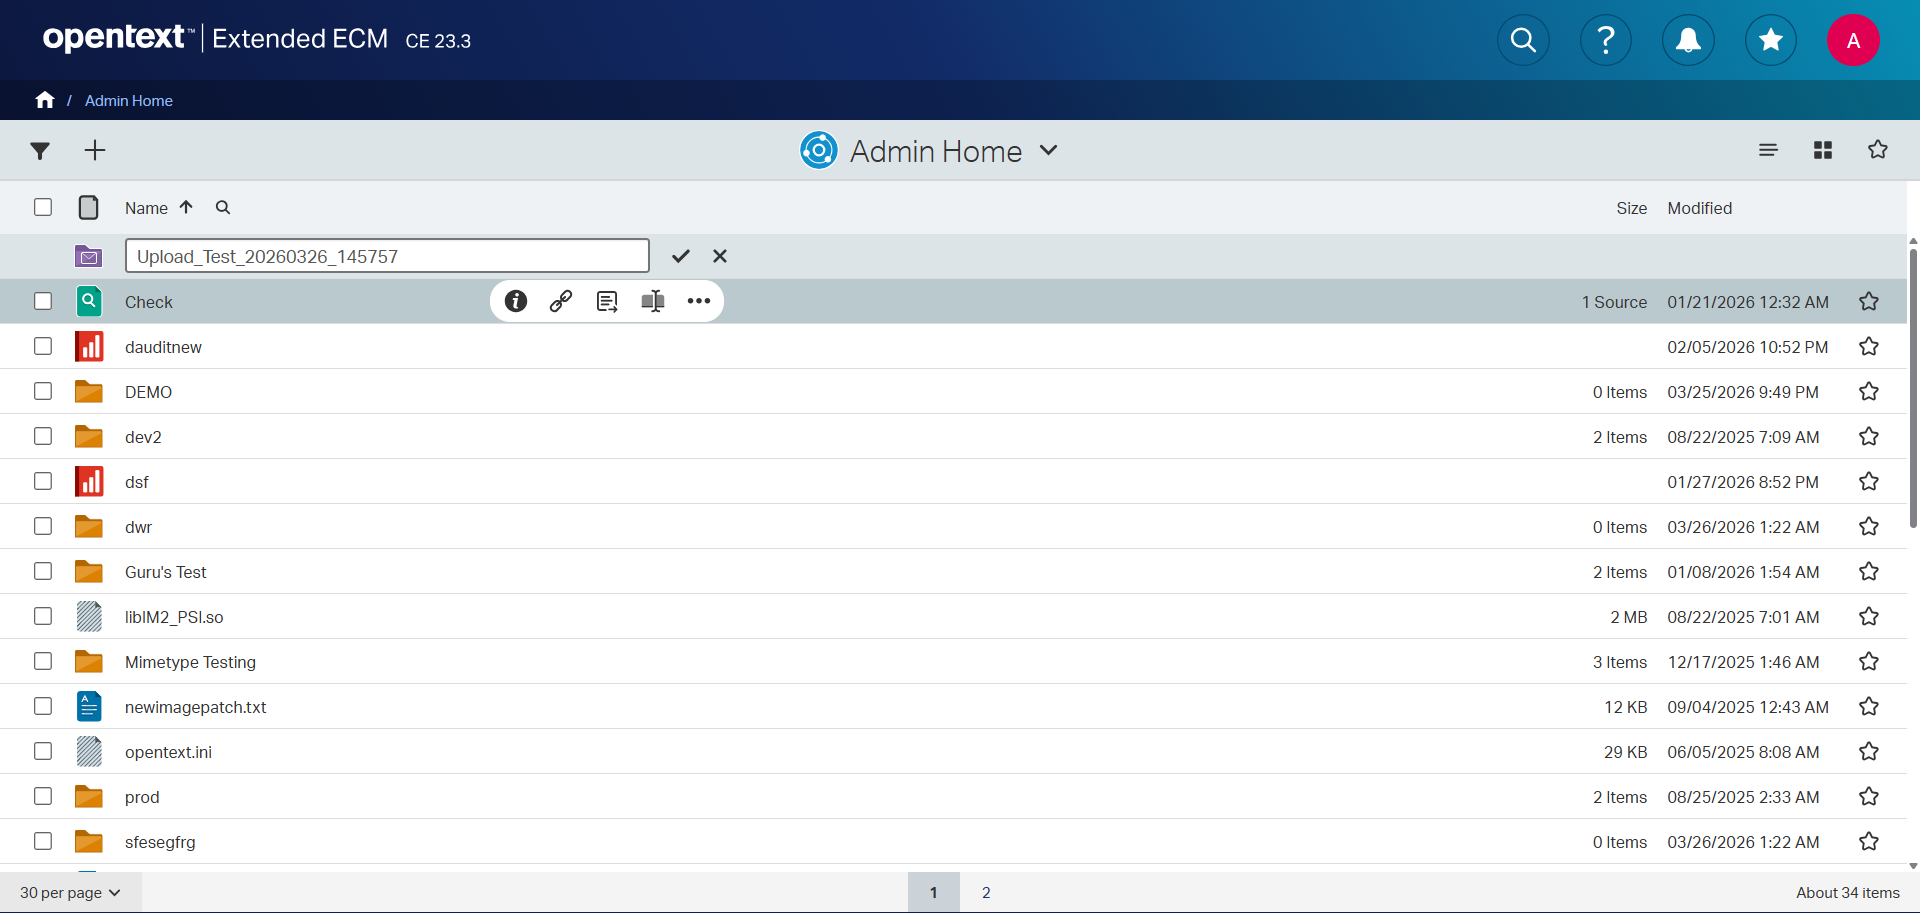 opentext™ | Extended ECM CE 23.3
A
/ Admin Home
Admin Home
Name Size Modified
Upload_Test_20260326_145757
Check 1 Source 01/21/2026 12:32 AM
dauditnew 02/05/2026 10:52 PM
DEMO 0 Items 03/25/2026 9:49 PM
dev2 2 Items 08/22/2025 7:09 AM
dsf 01/27/2026 8:52 PM
dwr 0 Items 03/26/2026 1:22 AM
Guru's Test 2 Items 01/08/2026 1:54 AM
libIM2_PSI.so 2 MB 08/22/2025 7:01 AM
Mimetype Testing 3 Items 12/17/2025 1:46 AM
newimagepatch.txt 12 KB 09/04/2025 12:43 AM
opentext.ini 29 KB 06/05/2025 8:08 AM
prod 2 Items 08/25/2025 2:33 AM
sfesegfrg 0 Items 03/26/2026 1:22 AM
30 per page 1 2 About 34 items